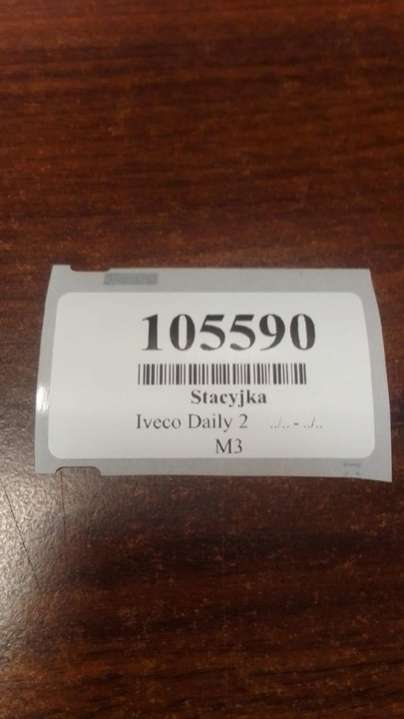 105590
Stacyjka
Iveco Daily 2 ../.. - ../..
M3